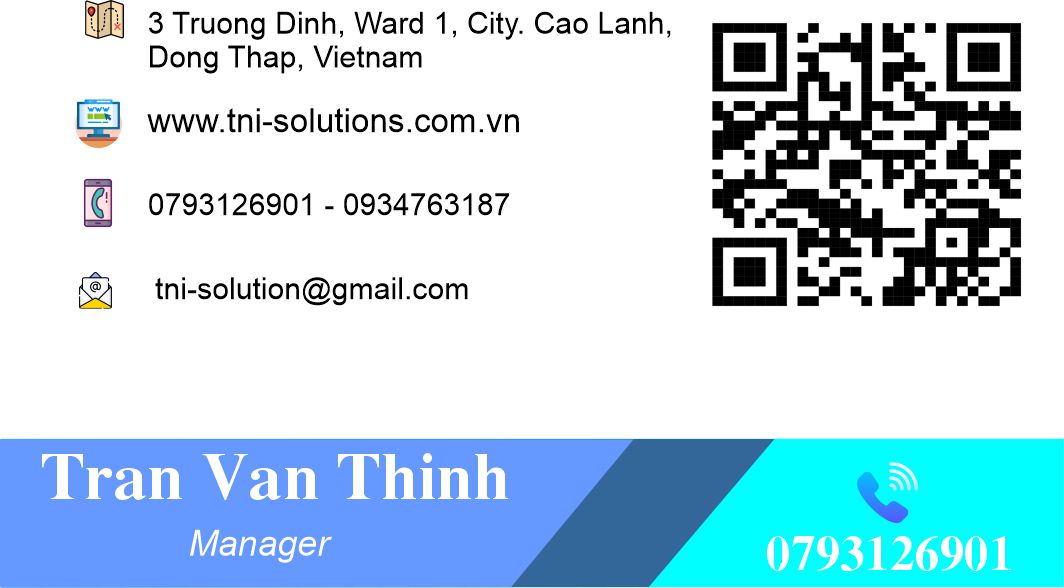 3 Truong Dinh, Ward 1, City. Cao Lanh,
Dong Thap, Vietnam
www
www.tni-solutions.com.vn
0793126901 - 0934763187
@
tni-solution@gmail.com
Tran Van Thinh
Manager
0793126901